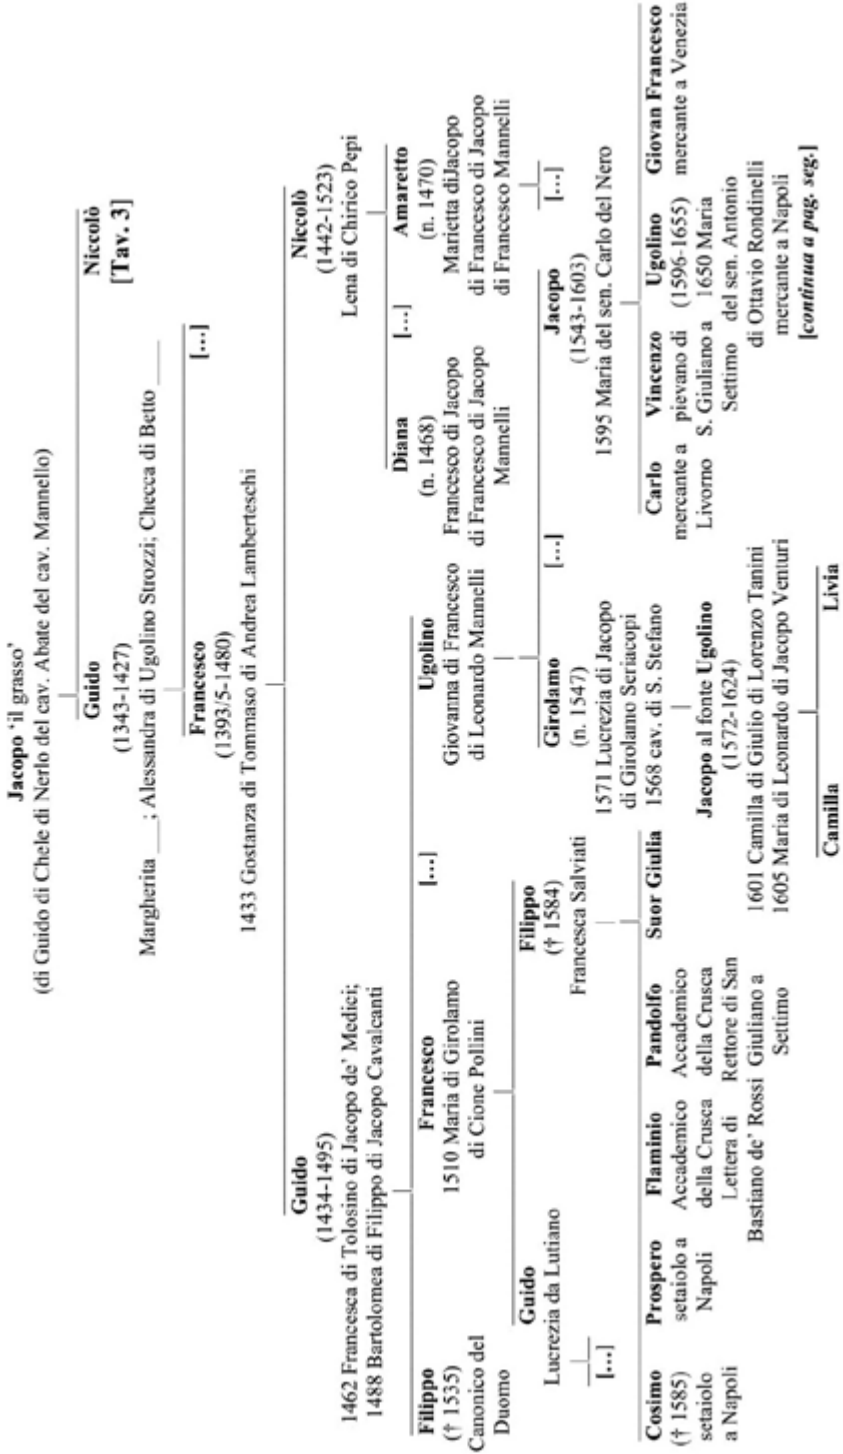 Jacopo ‘il grasso’
(di Guido di Chele di Nerlo del cav. Abate del cav. Mannello)
Guido
(1343-1427)
Margherita ___; Alessandra di Ugolino Strozzi; Checca di Betto ___
Niccolò
[Tav. 3]
Francesco
(1393/5-1480)
1433 Gostanza di Tommaso di Andrea Lamberteschi
[...]
Guido
(1434-1495)
1462 Francesca di Tolosino di Jacopo de’ Medici;
1488 Bartolomea di Filippo di Jacopo Cavalcanti
Niccolò
(1442-1523)
Lena di Chirico Pepi
Filippo
(† 1535)
Canonico del
Duomo
Francesco
1510 Maria di Girolamo
di Cione Pollini
[...]
Ugolino
Giovanna di Francesco
di Leonardo Mannelli
Diana
(n. 1468)
Francesco di Jacopo
di Francesco di Jacopo
Mannelli
[...]
Amaretto
(n. 1470)
Marietta diJacopo
di Francesco di Jacopo
di Francesco Mannelli
Guido
Lucrezia da Lutiano
[...]
Filippo
(† 1584)
Francesca Salviati
Girolamo
(n. 1547)
1571 Lucrezia di Jacopo
di Girolamo Seriacopi
1568 cav. di S. Stefano
[...]
Jacopo
(1543-1603)
1595 Maria del sen. Carlo del Nero
[...]
Cosimo
(† 1585)
setaiolo
a Napoli
Prospero
setaiolo a
Napoli
Flaminio
Accademico
della Crusca
Lettera di
Bastiano de’ Rossi
Pandolfo
Accademico
della Crusca
Rettore di San
Giuliano a
Settimo
Suor Giulia
Jacopo al fonte Ugolino
(1572-1624)
1601 Camilla di Giulio di Lorenzo Tanini
1605 Maria di Leonardo di Jacopo Venturi
Carlo
mercante a
Livorno
Vincenzo
pievano di
S. Giuliano a
Settimo
Ugolino
(1596-1655)
1650 Maria
del sen. Antonio
di Ottavio Rondinelli
mercante a Napoli
[continua a pag. seg.]
Giovan Francesco
mercante a Venezia
Camilla
Livia